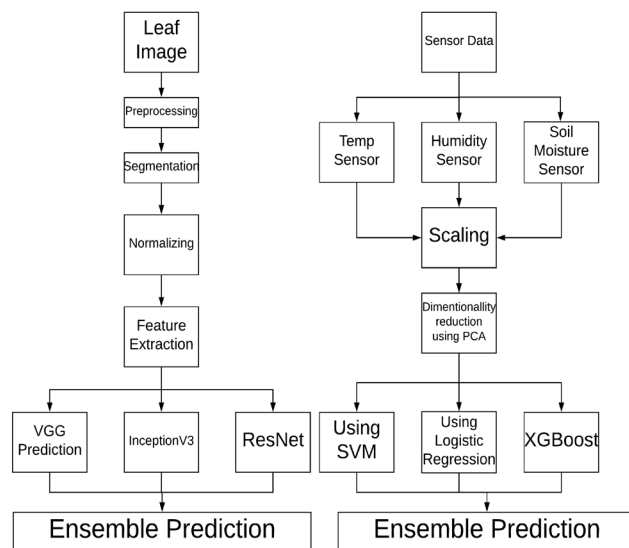 Leaf
Image
Preprocessing
Segmentation
Normalizing
Feature
Extraction
VGG
Prediction
InceptionV3
ResNet
Ensemble Prediction
Sensor Data
Temp
Sensor
Humidity
Sensor
Soil
Moisture
Sensor
Scaling
Dimentionallity
reduction
using PCA
Using
SVM
Using
Logistic
Regression
XGBoost
Ensemble Prediction